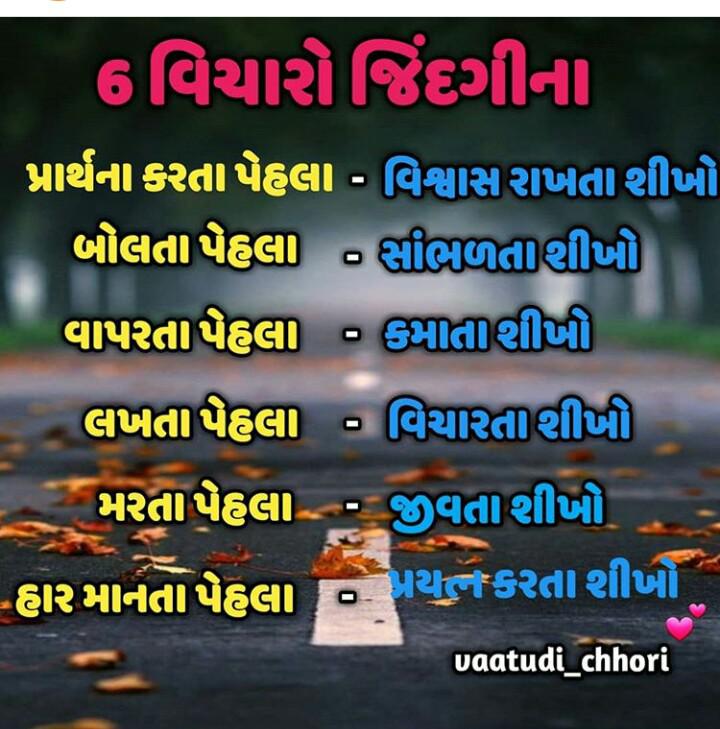 6 વિચારો જિંદગીના
પ્રાર્થના કરતા પેહલા - વિશ્વાસ રાખતા શીખો
બોલતા પેહલા - સાંભળતા શીખો
વાપરતા પેહલા - કમાતા શીખો
લખતા પેહલા - વિચારતા શીખો
મરતા પેહલા - જીવતા શીખો
હાર માનતા પેહલા - પ્રયત્ન કરતા શીખો
vaatudi_chhori